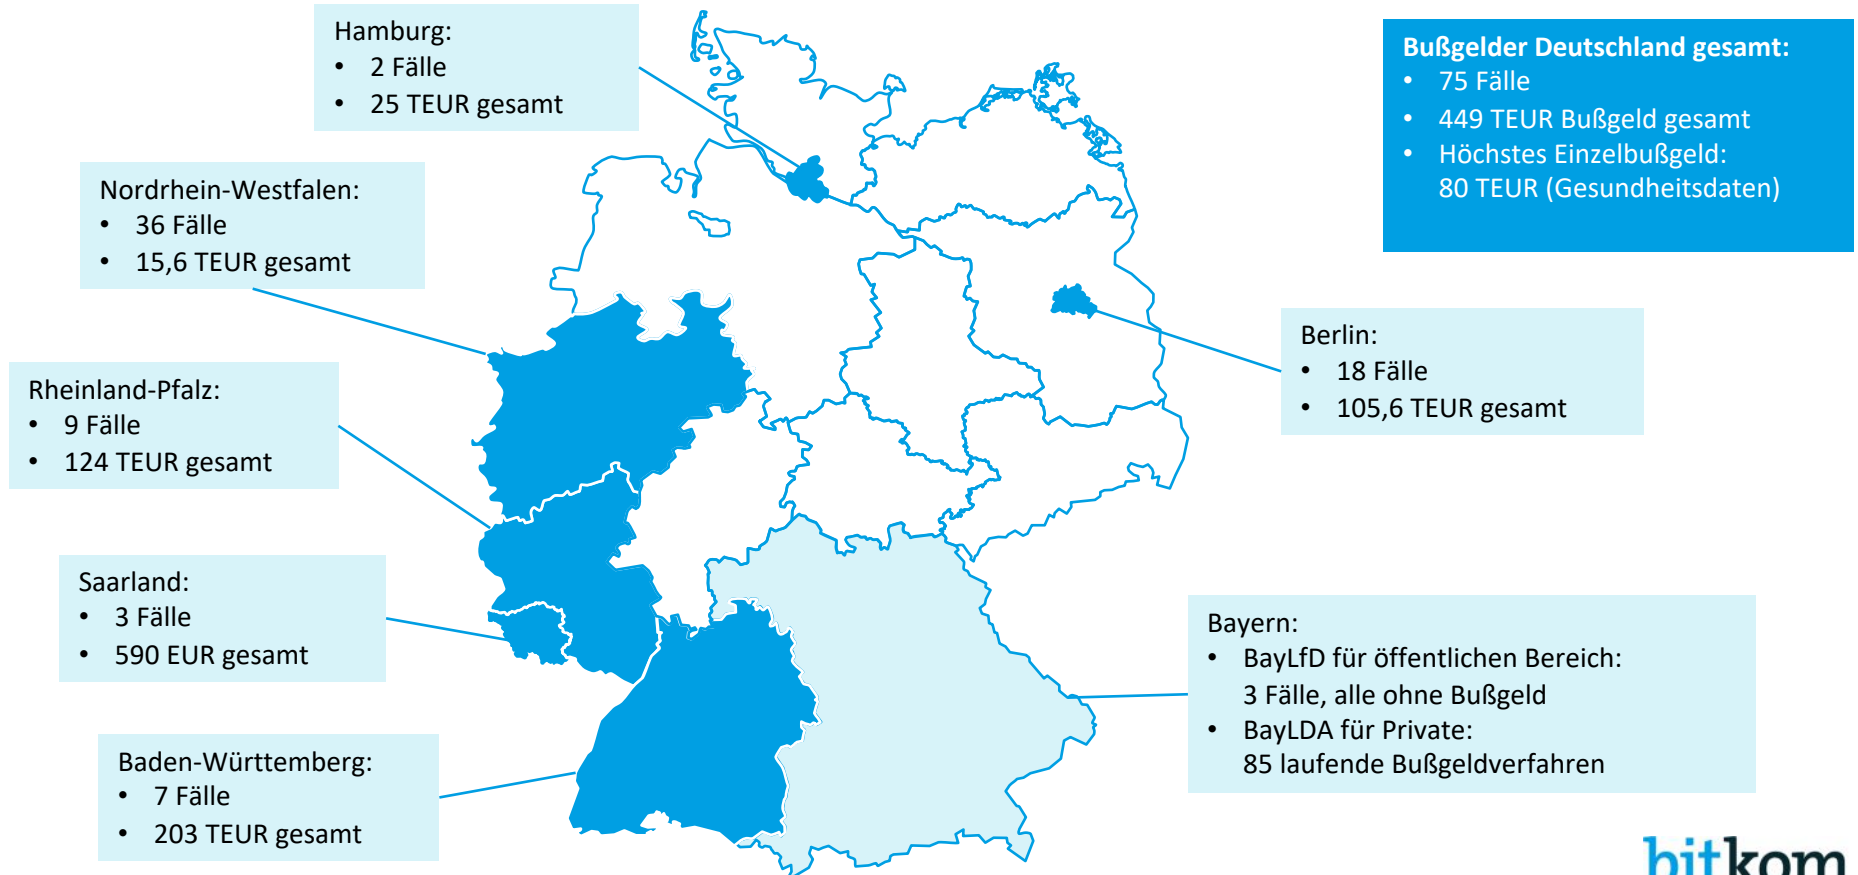 Hamburg:
• 2 Fälle
• 25 TEUR gesamt
Bußgelder Deutschland gesamt:
• 75 Fälle
• 449 TEUR Bußgeld gesamt
• Höchstes Einzelbußgeld:
80 TEUR (Gesundheitsdaten)
Nordrhein-Westfalen:
• 36 Fälle
• 15,6 TEUR gesamt
Berlin:
• 18 Fälle
• 105,6 TEUR gesamt
Rheinland-Pfalz:
• 9 Fälle
• 124 TEUR gesamt
Saarland:
• 3 Fälle
• 590 EUR gesamt
Bayern:
• BayLfD für öffentlichen Bereich:
3 Fälle, alle ohne Bußgeld
• BayLDA für Private:
85 laufende Bußgeldverfahren
Baden-Württemberg:
• 7 Fälle
• 203 TEUR gesamt
bitkom